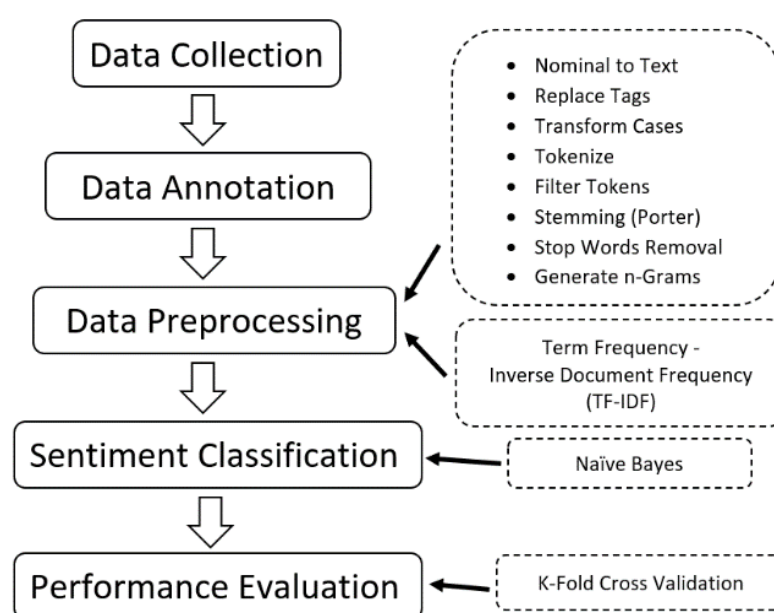 Data Collection
Data Annotation
Data Preprocessing
Sentiment Classification
Performance Evaluation
• Nominal to Text
• Replace Tags
• Transform Cases
• Tokenize
• Filter Tokens
• Stemming (Porter)
• Stop Words Removal
• Generate n-Grams
Term Frequency -
Inverse Document Frequency
(TF-IDF)
Naïve Bayes
K-Fold Cross Validation